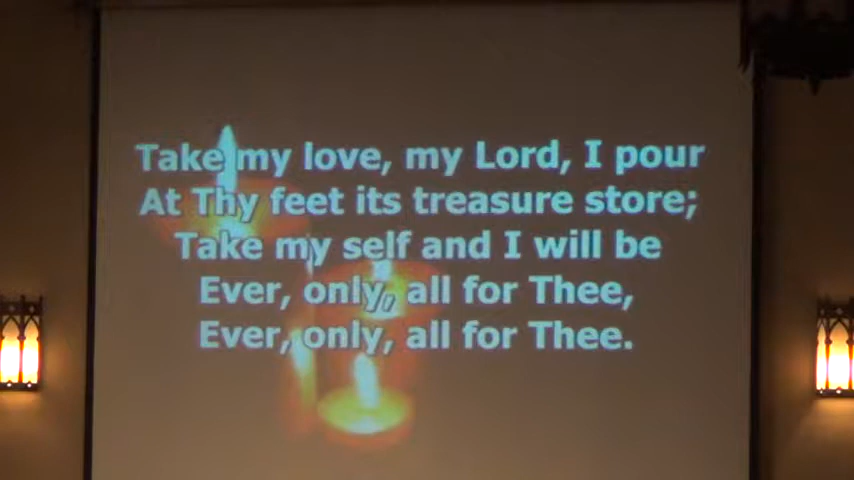 Take my love, my Lord, I pour
At Thy feet its treasure store;
Take my self and I will be
Ever, only, all for Thee,
Ever, only, all for Thee.